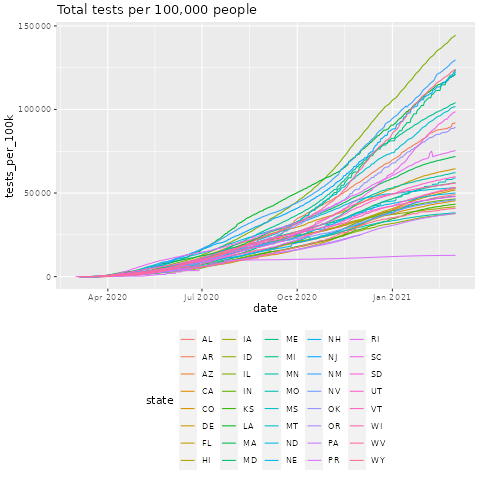 Total tests per 100,000 people
tests_per_100k
150000
100000
50000
0
Apr 2020 Jul 2020 Oct 2020 Jan 2021
date
state
AL IA ME NH RI
AR ID MI NJ SC
AZ IL MN NM SD
CA IN MO NV UT
CO KS MS OK VT
DE LA MT OR WI
FL MA ND PA WV
HI MD NE PR WY